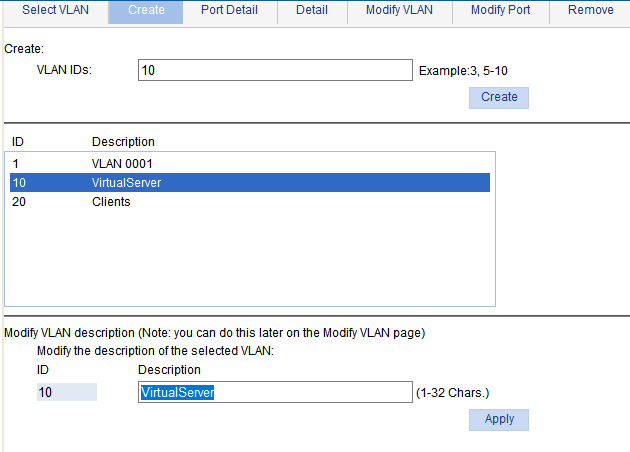 Select VLAN Create Port Detail Detail Modify VLAN Modify Port Remove
Create:
VLAN IDs: 10 Example:3, 5-10
Create
ID Description
1 VLAN 0001
10 VirtualServer
20 Clients
Modify VLAN description (Note: you can do this later on the Modify VLAN page)
Modify the description of the selected VLAN:
ID Description
10 VirtualServer (1-32 Chars.)
Apply